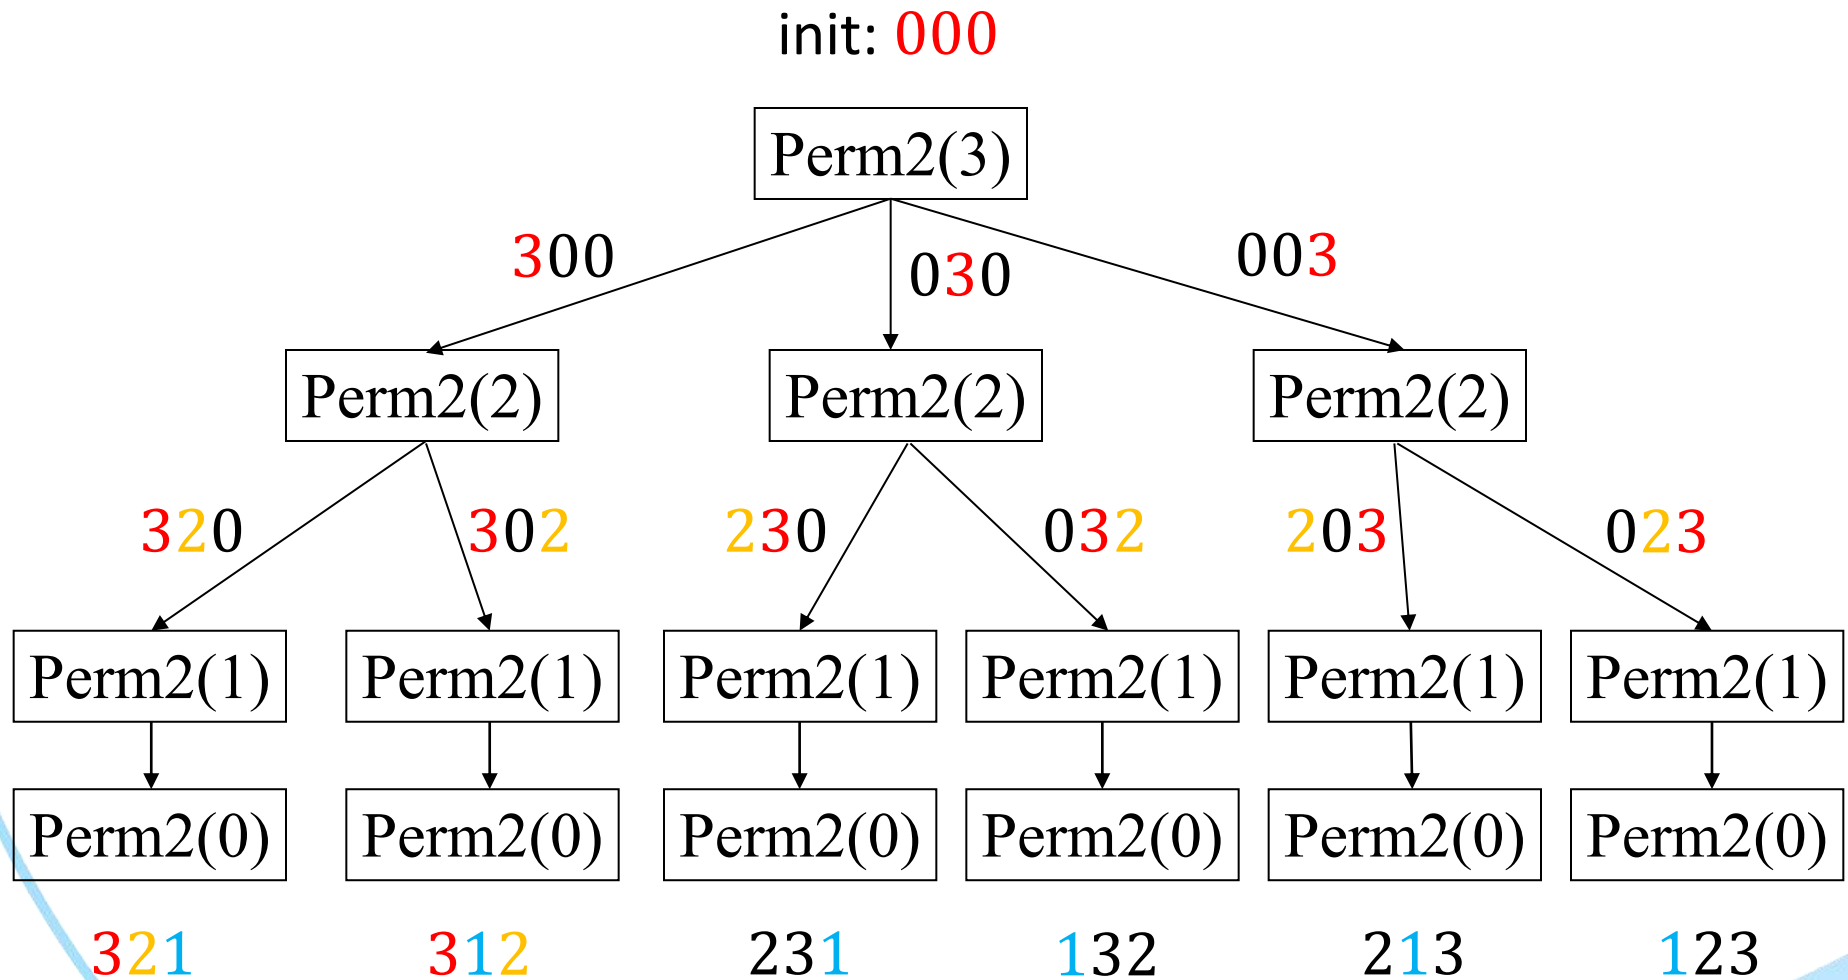 init: 000
Perm2(3)
300 030 003
Perm2(2) Perm2(2) Perm2(2)
320 302 230 032 203 023
Perm2(1) Perm2(1) Perm2(1) Perm2(1) Perm2(1) Perm2(1)
Perm2(0) Perm2(0) Perm2(0) Perm2(0) Perm2(0) Perm2(0)
321 312 231 132 213 123